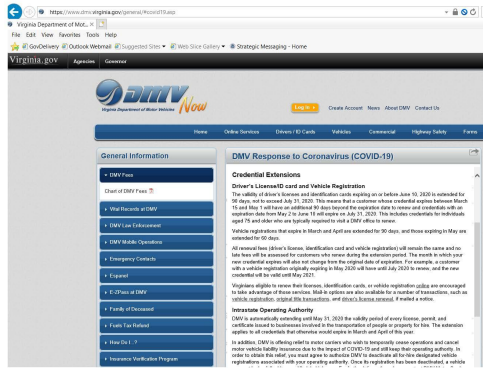 https://www.dmv.virginia.gov/general/#covid19.asp
Virginia Department of Mot...
File Edit View Favorites Tools Help
GovDelivery Outlook Webmail Suggested Sites Web Slice Gallery Strategic Messaging - Home
Virginia.gov Agencies Governor
DMV Now
Virginia Department of Motor Vehicles
Log in Create Account News About DMV Contact Us
Home Online Services Drivers / ID Cards Vehicles Commercial Highway Safety Forms
General Information
DMV Fees
Chart of DMV Fees
Vital Records at DMV
DMV Law Enforcement
DMV Mobile Operations
Emergency Contacts
Espanol
E-ZPass at DMV
Family of Deceased
Fuels Tax Refund
How Do I...?
Insurance Verification Program
DMV Response to Coronavirus (COVID-19)
Credential Extensions
Driver's License/ID card and Vehicle Registration
The validity of driver's licenses and identification cards expiring on or before June 10, 2020 is extended for
90 days, not to exceed July 31, 2020. This means that a customer whose credential expires between March
15 and May 1 will have an additional 90 days beyond the expiration date to renew and credentials with an
expiration date from May 2 to June 10 will expire on July 31, 2020. This includes credentials for individuals
aged 75 and older who are typically required to visit a DMV office to renew.
Vehicle registrations that expire in March and April are extended for 90 days, and those expiring in May are
extended for 60 days.
All renewal fees (driver's license, identification card and vehicle registration) will remain the same and no
late fees will be assessed for customers who renew during the extension period. The month in which your
new credential expires will also not change from the original date of expiration. For example, a customer
with a vehicle registration originally expiring in May 2020 will have until July 2020 to renew, and the new
credential will be valid until May 2021.
Virginians eligible to renew their licenses, identification cards, or vehicle registration online are encouraged
to take advantage of those services. Mail-in options are also available for a number of transactions, such as
vehicle registration, original title transactions, and driver's license renewal, if mailed a notice.
Intrastate Operating Authority
DMV is automatically extending until May 31, 2020 the validity period of every license, permit, and
certificate issued to businesses involved in the transportation of people or property for hire. The extension
applies to all credentials that otherwise would expire in March and April of this year.
In addition, DMV is offering relief to motor carriers who wish to temporarily cease operations and cancel
motor vehicle liability insurance due to the impact of COVID-19 and still keep their operating authority. In
order to obtain this relief, you must agree to authorize DMV to deactivate all for-hire designated vehicle
registrations associated with your operating authority. Once its registration has been deactivated, a vehicle